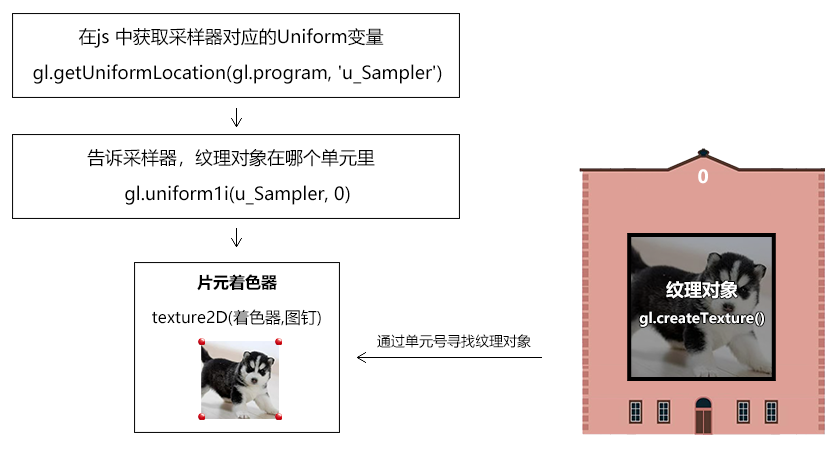 在js 中获取采样器对应的Uniform变量
gl.getUniformLocation(gl.program, 'u_Sampler')
告诉采样器，纹理对象在哪个单元里
gl.uniform1i(u_Sampler, 0)
片元着色器
texture2D(着色器,图钉)
通过单元号寻找纹理对象
0
纹理对象
gl.createTexture()